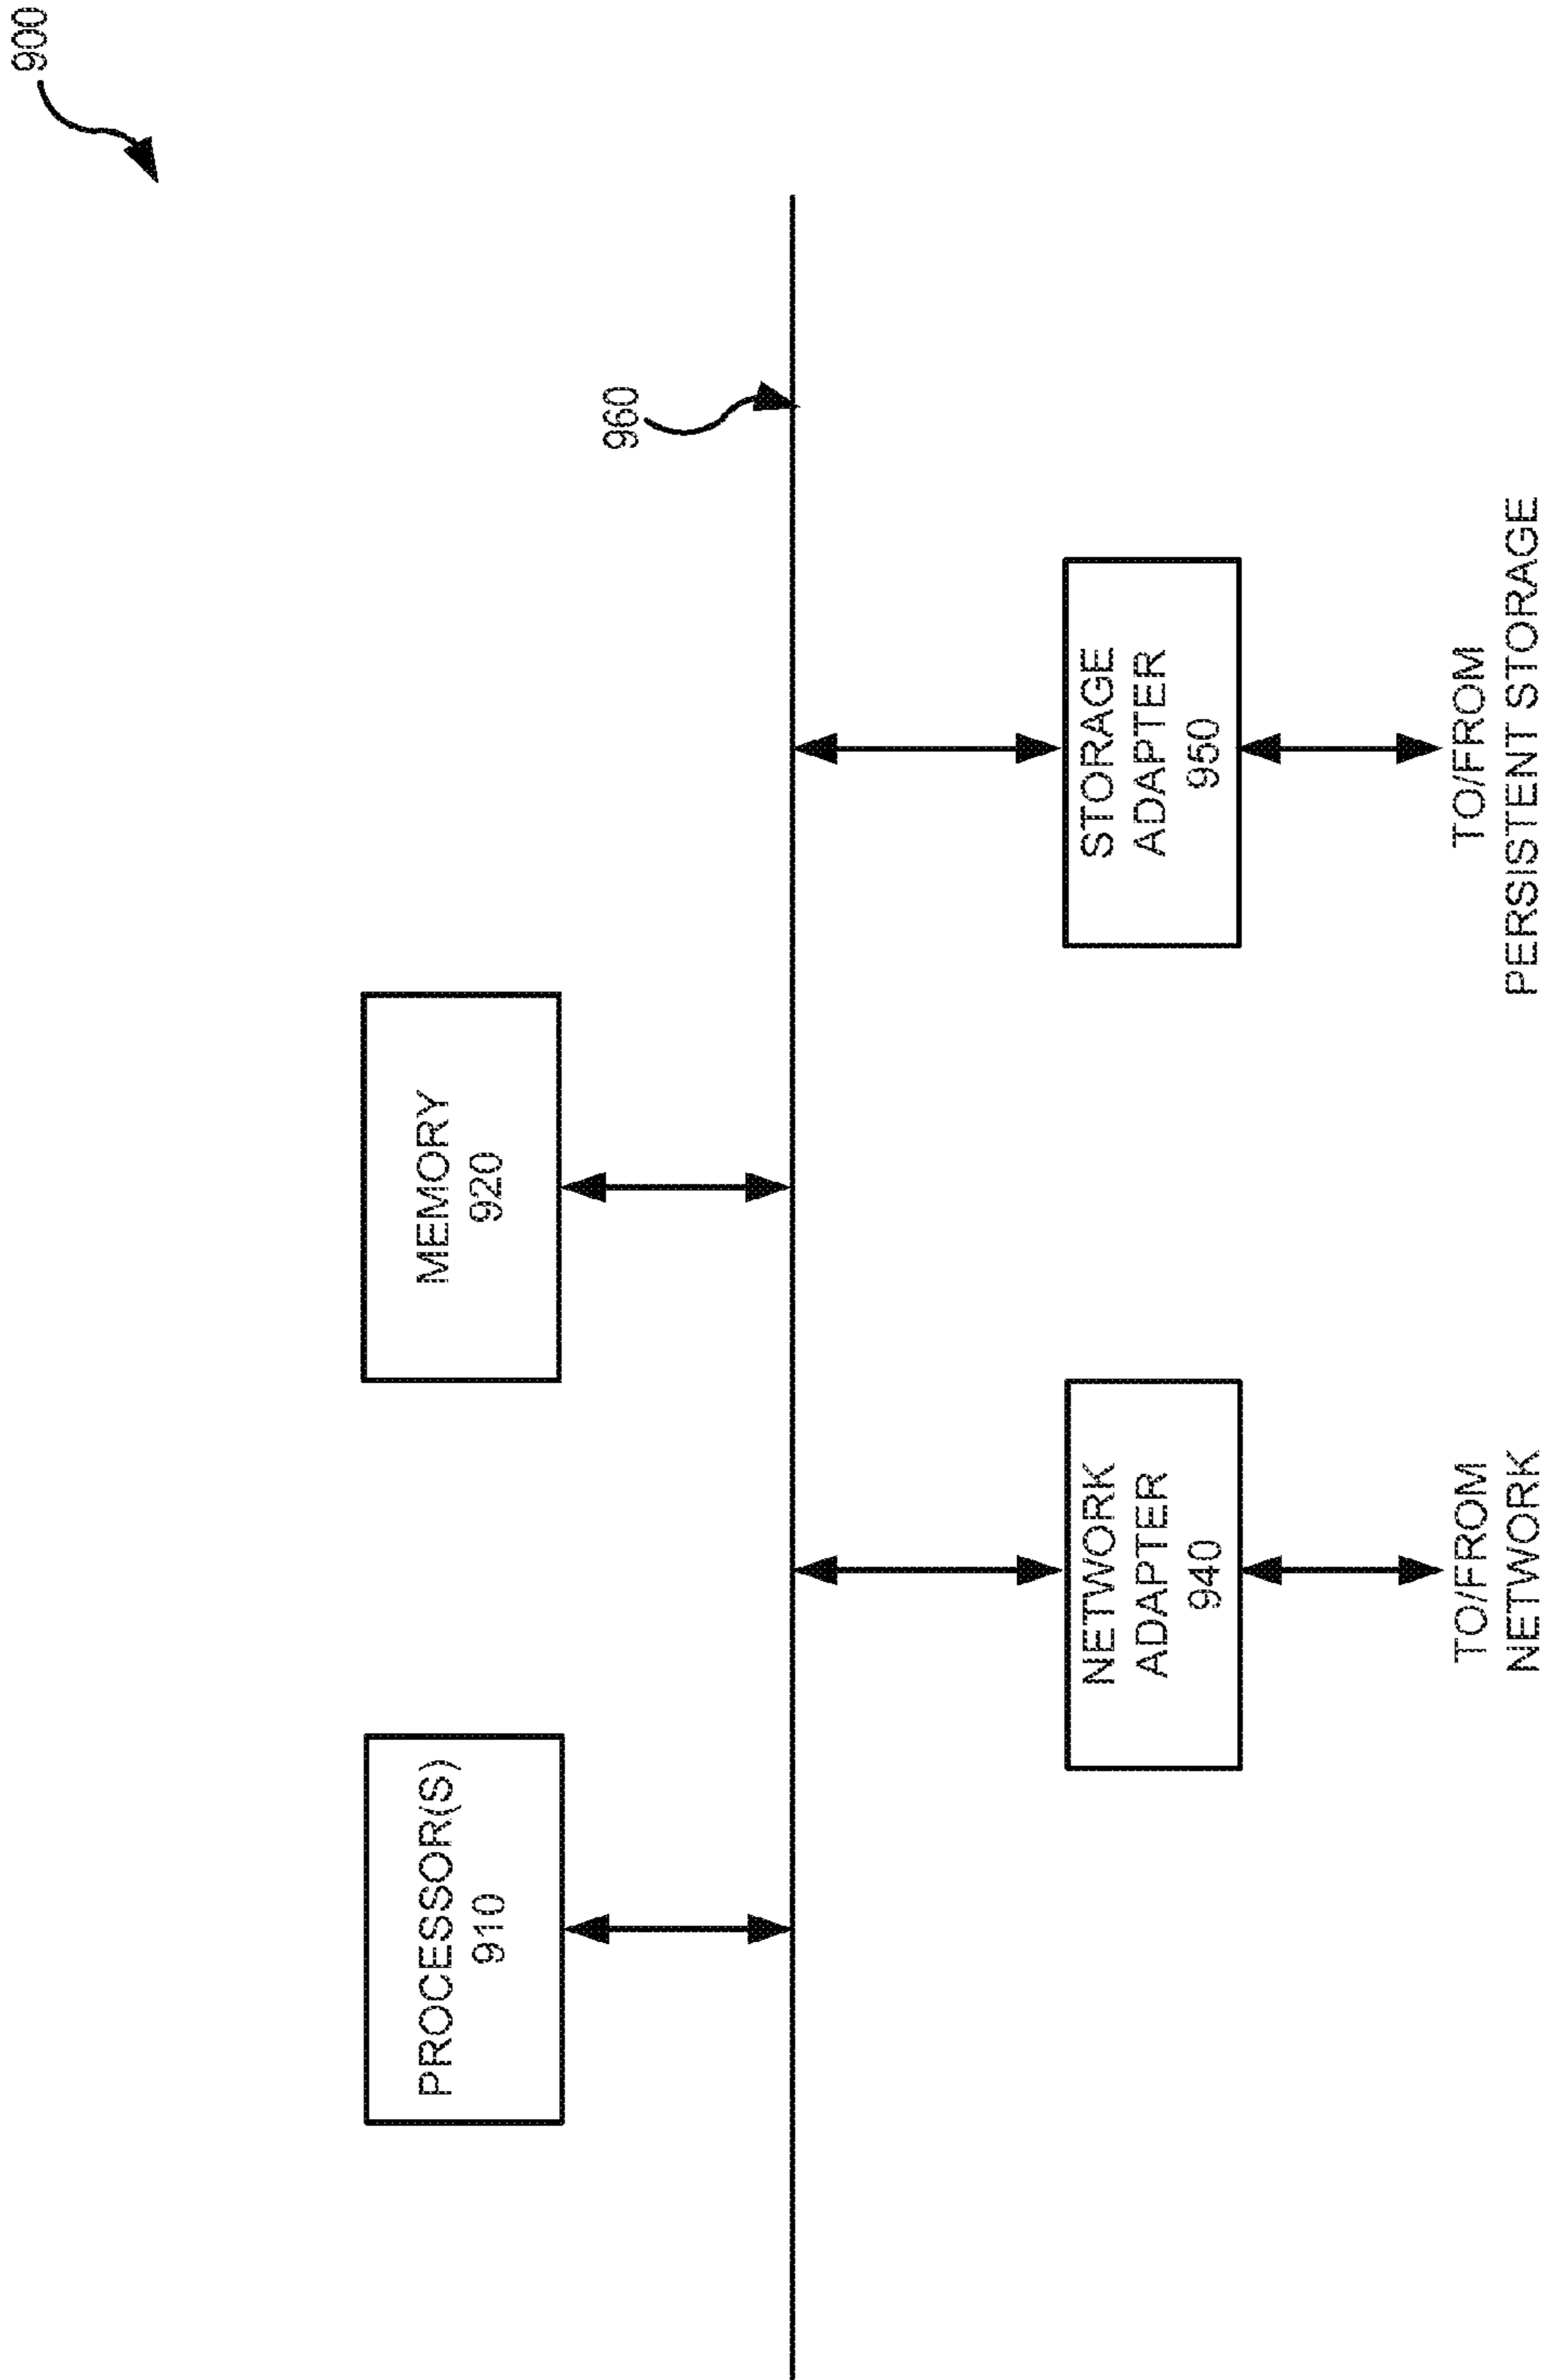 900
PROCESSOR(S)
910
MEMORY
920
960
NETWORK
ADAPTER
940
STORAGE
ADAPTER
950
TO/FROM
NETWORK
TO/FROM
PERSISTENT STORAGE